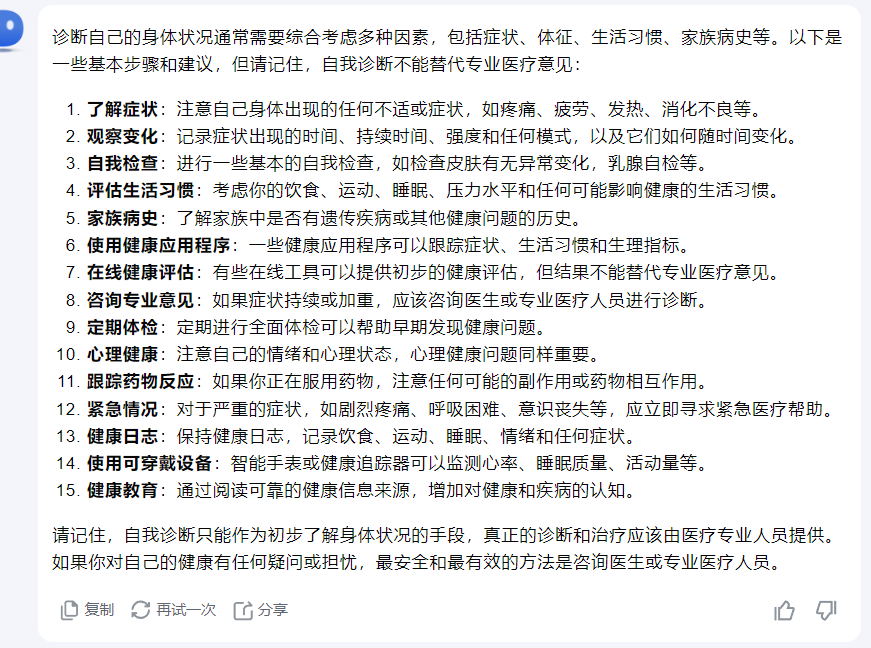 诊断自己的身体状况通常需要综合考虑多种因素，包括症状、体征、生活习惯、家族病史等。以下是
一些基本步骤和建议，但请记住，自我诊断不能替代专业医疗意见：
1. 了解症状：注意自己身体出现的任何不适或症状，如疼痛、疲劳、发热、消化不良等。
2. 观察变化：记录症状出现的时间、持续时间、强度和任何模式，以及它们如何随时间变化。
3. 自我检查：进行一些基本的自我检查，如检查皮肤有无异常变化，乳腺自检等。
4. 评估生活习惯：考虑你的饮食、运动、睡眠、压力水平和任何可能影响健康的生活习惯。
5. 家族病史：了解家族中是否有遗传疾病或其他健康问题的历史。
6. 使用健康应用程序：一些健康应用程序可以跟踪症状、生活习惯和生理指标。
7. 在线健康评估：有些在线工具可以提供初步的健康评估，但结果不能替代专业医疗意见。
8. 咨询专业意见：如果症状持续或加重，应该咨询医生或专业医疗人员进行诊断。
9. 定期体检：定期进行全面体检可以帮助早期发现健康问题。
10. 心理健康：注意自己的情绪和心理状态，心理健康问题同样重要。
11. 跟踪药物反应：如果你正在服用药物，注意任何可能的副作用或药物相互作用。
12. 紧急情况：对于严重的症状，如剧烈疼痛、呼吸困难、意识丧失等，应立即寻求紧急医疗帮助。
13. 健康日志：保持健康日志，记录饮食、运动、睡眠、情绪和任何症状。
14. 使用可穿戴设备：智能手表或健康追踪器可以监测心率、睡眠质量、活动量等。
15. 健康教育：通过阅读可靠的健康信息来源，增加对健康和疾病的认知。
请记住，自我诊断只能作为初步了解身体状况的手段，真正的诊断和治疗应该由医疗专业人员提供。
如果你对自己的健康有任何疑问或担忧，最安全和最有效的方法是咨询医生或专业医疗人员。
复制 再试一次 分享